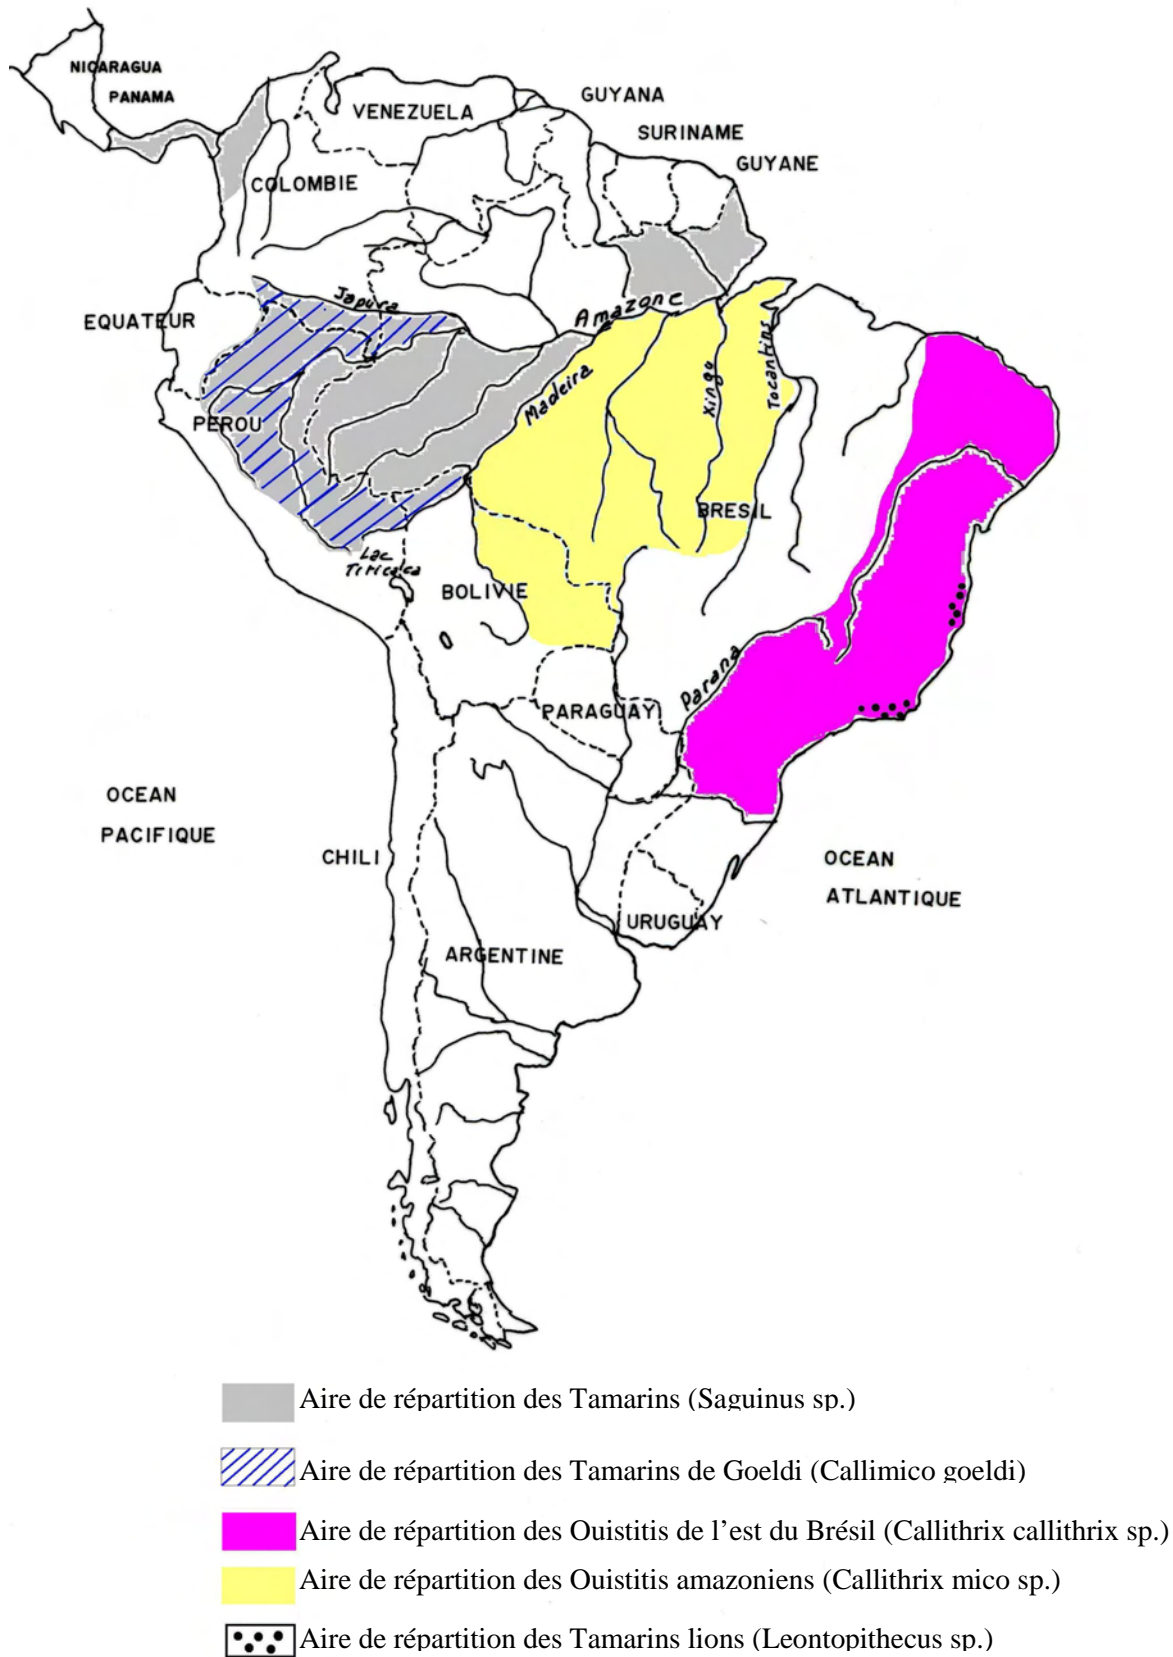 NICARAGUA
PANAMA
VENEZUELA
GUYANA
SURINAME
GUYANE
COLOMBIE
EQUATEUR
Japura
Amazone
Madeira
Xingu
Tocantins
PEROU
BRESIL
Lac
Titicaca
BOLIVIE
Parana
PARAGUAY
OCEAN
PACIFIQUE
CHILI
OCEAN
ATLANTIQUE
URUGUAY
ARGENTINE
Aire de répartition des Tamarins (Saguinus sp.)
Aire de répartition des Tamarins de Goeldi (Callimico goeldi)
Aire de répartition des Ouistitis de l’est du Brésil (Callithrix callithrix sp.)
Aire de répartition des Ouistitis amazoniens (Callithrix mico sp.)
Aire de répartition des Tamarins lions (Leontopithecus sp.)